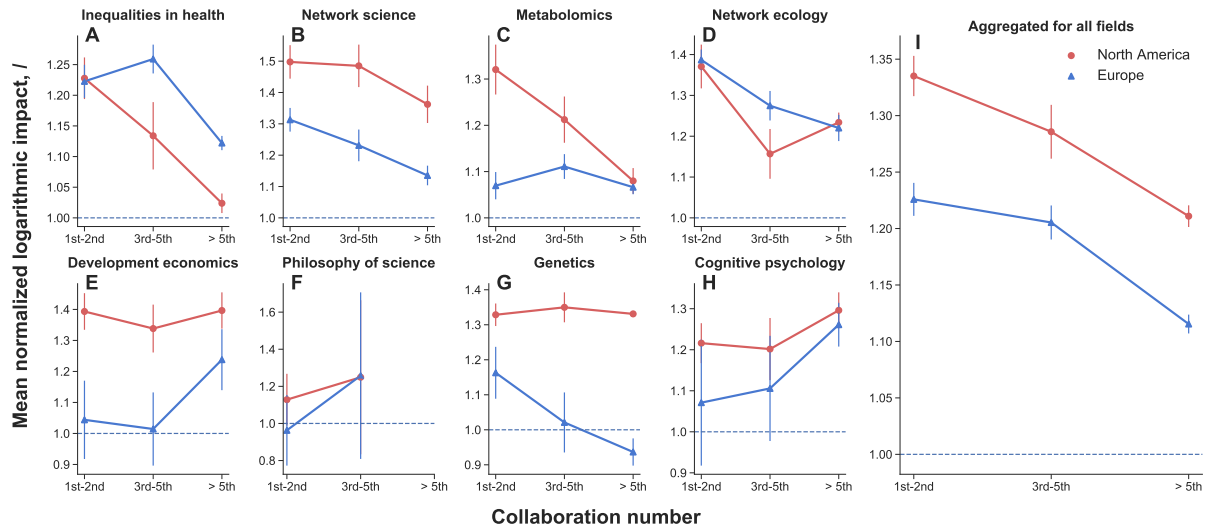 Inequalities in health
A
1.25
1.20
1.15
1.10
1.05
1.00
1st-2nd
3rd-5th
> 5th
Network science
B
1.5
1.4
1.3
1.2
1.1
1.0
1st-2nd
3rd-5th
> 5th
Metabolomics
C
1.3
1.2
1.1
1.0
1st-2nd
3rd-5th
> 5th
Network ecology
D
1.4
1.3
1.2
1.1
1.0
1st-2nd
3rd-5th
> 5th
Development economics
E
1.4
1.3
1.2
1.1
1.0
0.9
1st-2nd
3rd-5th
> 5th
Philosophy of science
F
1.6
1.4
1.2
1.0
0.8
1st-2nd
3rd-5th
> 5th
Genetics
G
1.4
1.3
1.2
1.1
1.0
0.9
1st-2nd
3rd-5th
> 5th
Cognitive psychology
H
1.3
1.2
1.1
1.0
0.9
1st-2nd
3rd-5th
> 5th
Aggregated for all fields
I
North America
Europe
1.35
1.30
1.25
1.20
1.15
1.10
1.05
1.00
1st-2nd
3rd-5th
> 5th
Mean normalized logarithmic impact, I
Collaboration number